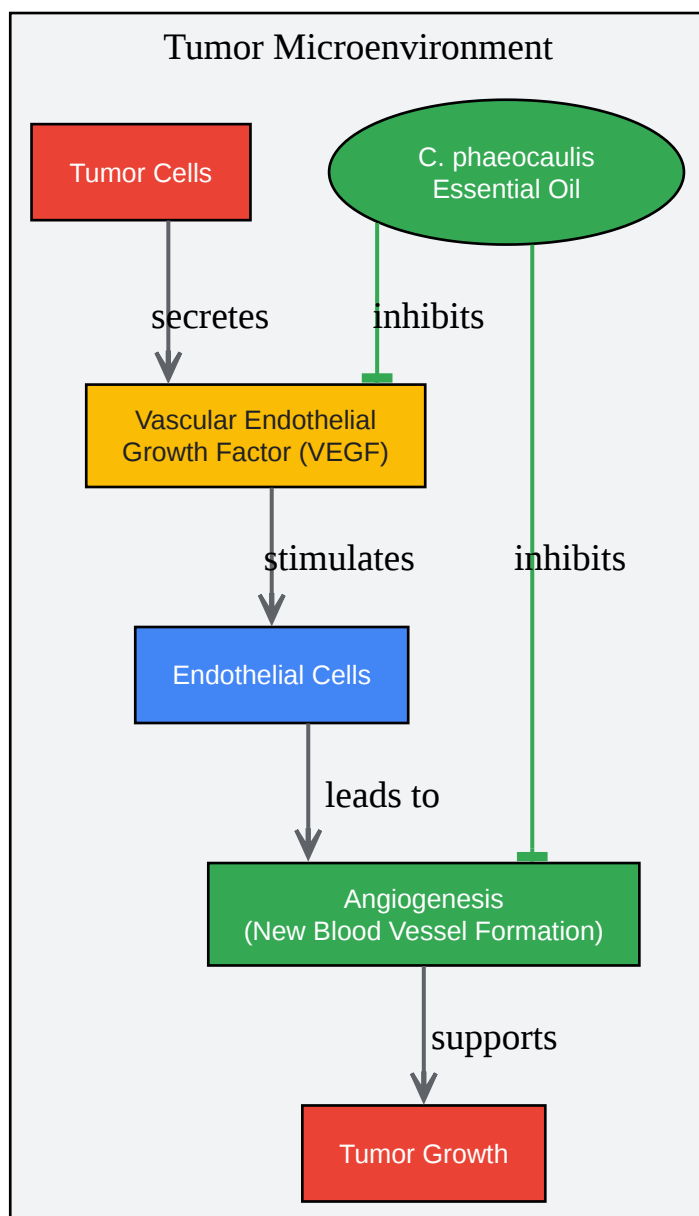 Tumor Microenvironment
Tumor Cells
C. phaeocaulis
Essential Oil
secretes
inhibits
Vascular Endothelial
Growth Factor (VEGF)
stimulates
inhibits
Endothelial Cells
leads to
Angiogenesis
(New Blood Vessel Formation)
supports
Tumor Growth